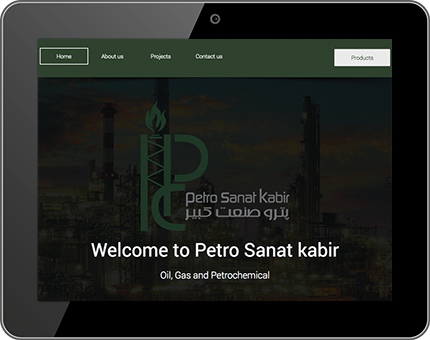 Home About us Projects Contact us Products
Petro Sanat Kabir
پترو صنعت کبیر
Welcome to Petro Sanat kabir
Oil, Gas and Petrochemical